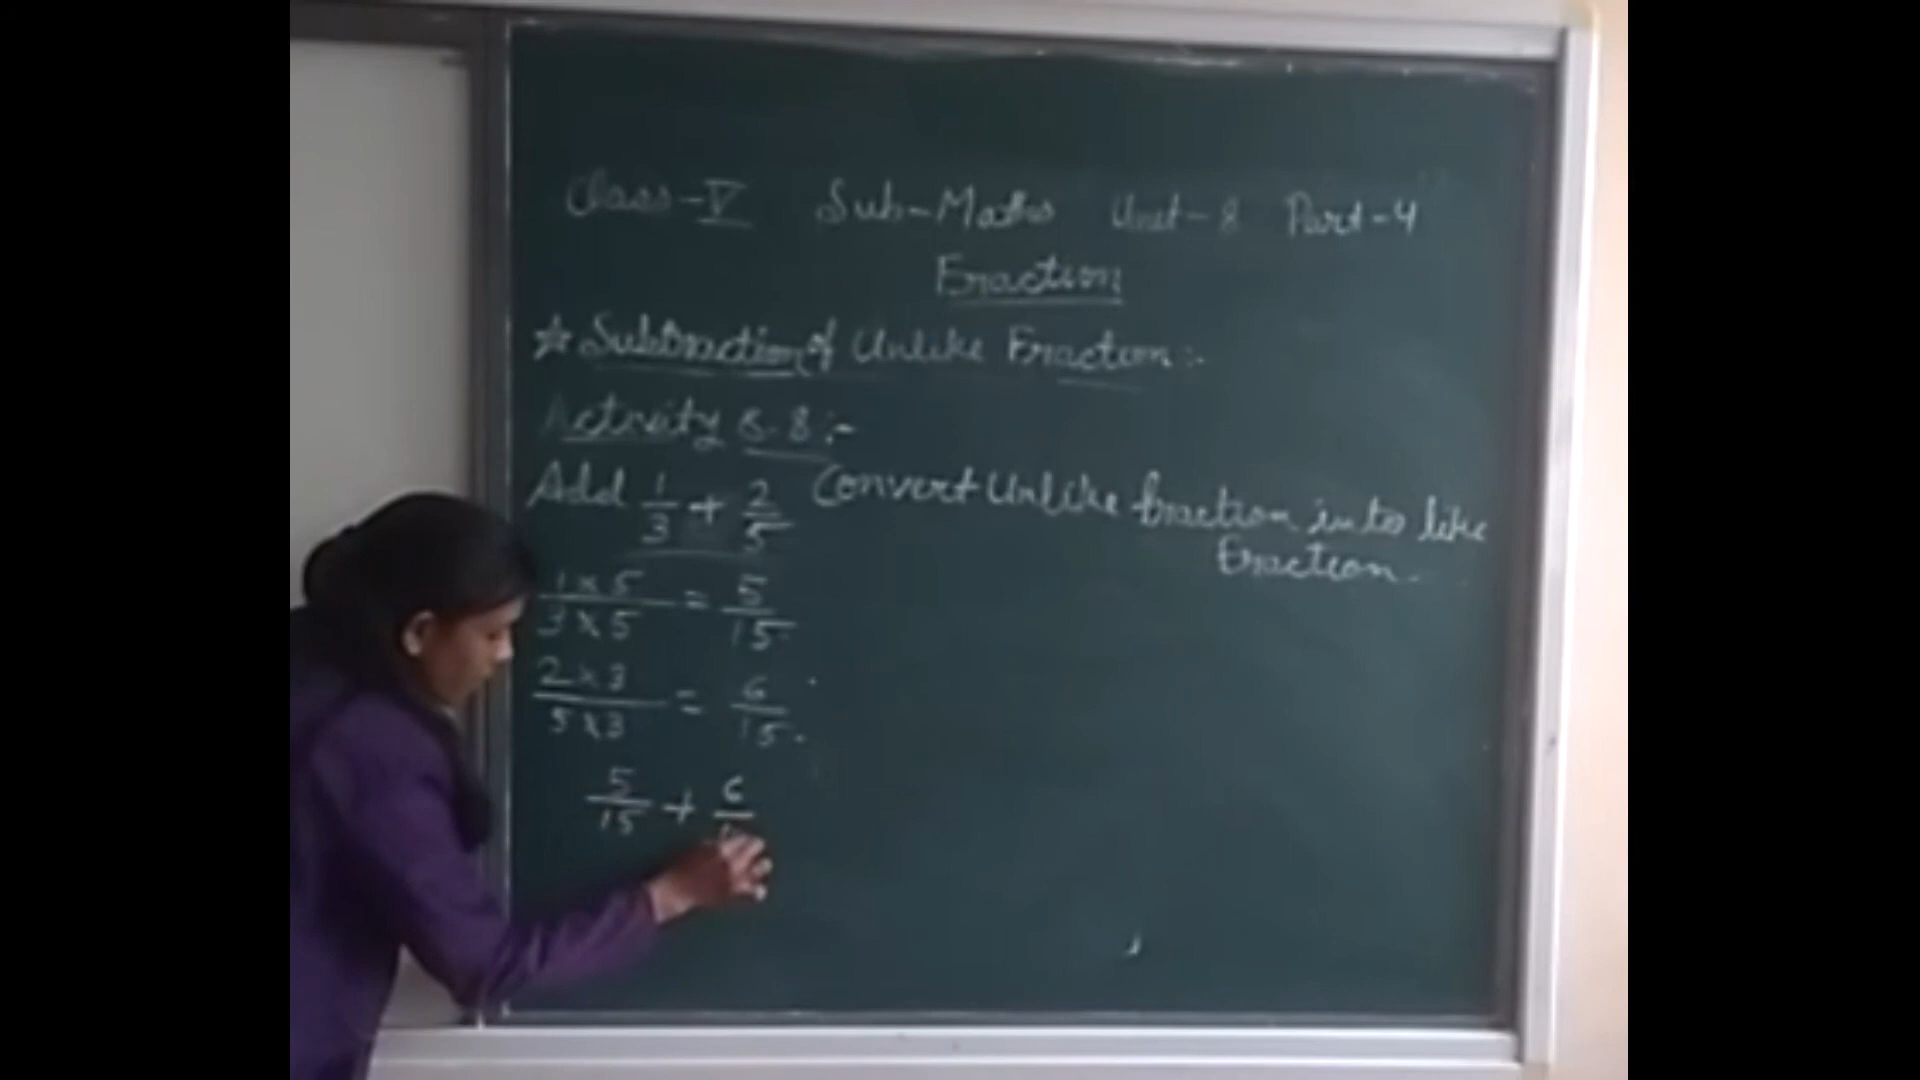 Class-V Sub-Maths Unit-8 Part-4
Fraction
☆ Subtraction of Unlike Fraction:-
Activity 8.8:-
Add 1/3 + 2/5 Convert Unlike fraction into like
fraction.
1×5/3×5 = 5/15
2×3/5×3 = 6/15
5/15 + 6/1